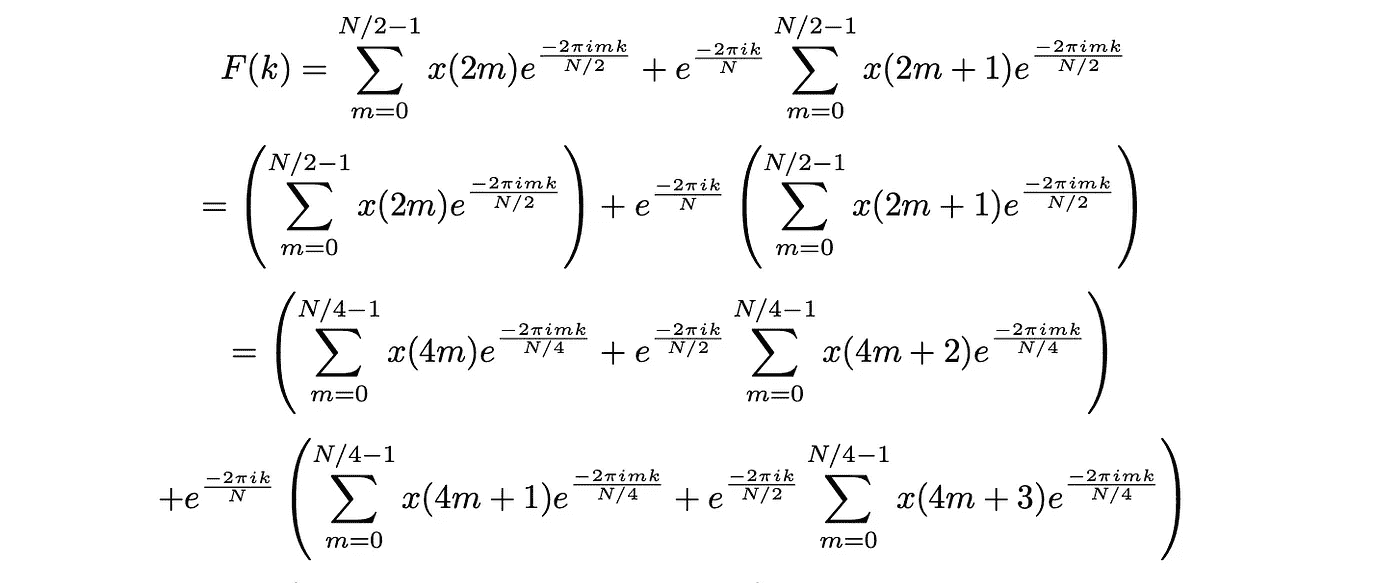 F(k) = \sum_{m=0}^{N/2-1} x(2m)e^{\frac{-2\pi imk}{N/2}} + e^{\frac{-2\pi ik}{N}} \sum_{m=0}^{N/2-1} x(2m+1)e^{\frac{-2\pi imk}{N/2}}
= \left( \sum_{m=0}^{N/2-1} x(2m)e^{\frac{-2\pi imk}{N/2}} \right) + e^{\frac{-2\pi ik}{N}} \left( \sum_{m=0}^{N/2-1} x(2m+1)e^{\frac{-2\pi imk}{N/2}} \right)
= \left( \sum_{m=0}^{N/4-1} x(4m)e^{\frac{-2\pi imk}{N/4}} + e^{\frac{-2\pi ik}{N/2}} \sum_{m=0}^{N/4-1} x(4m+2)e^{\frac{-2\pi imk}{N/4}} \right)
+e^{\frac{-2\pi ik}{N}} \left( \sum_{m=0}^{N/4-1} x(4m+1)e^{\frac{-2\pi imk}{N/4}} + e^{\frac{-2\pi ik}{N/2}} \sum_{m=0}^{N/4-1} x(4m+3)e^{\frac{-2\pi imk}{N/4}} \right)